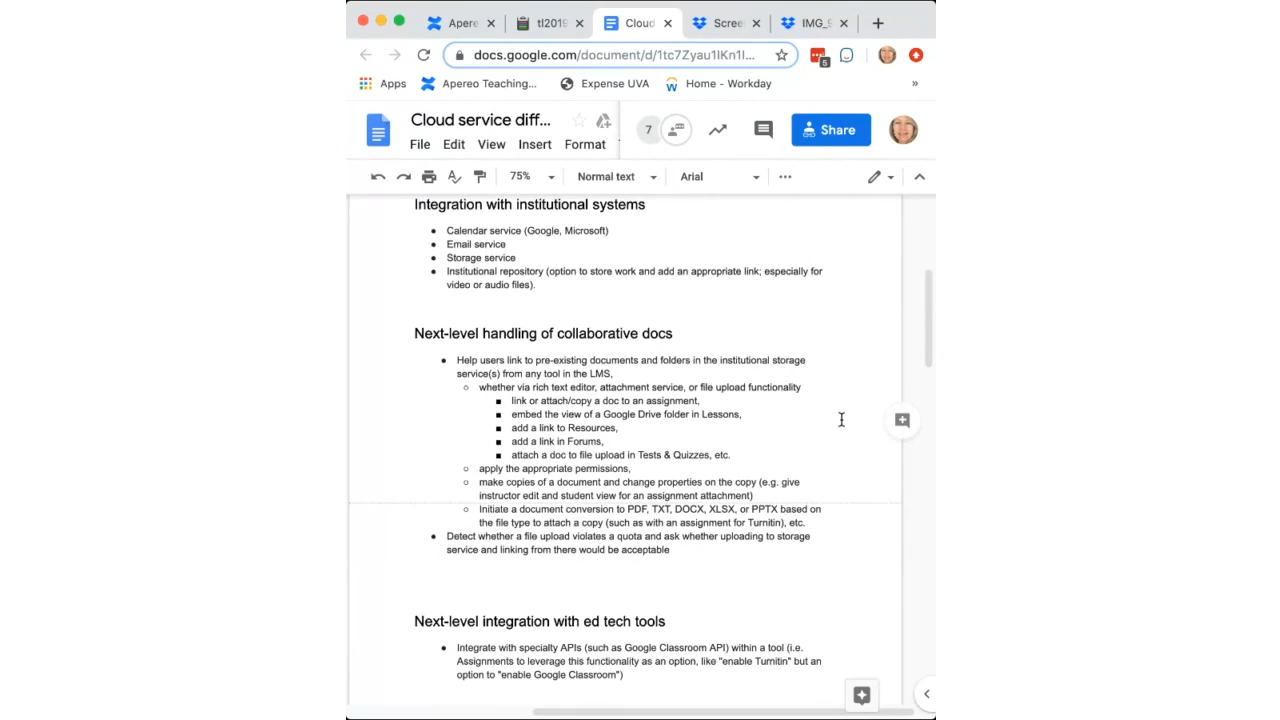 Apere
tl2019
Cloud
Scree
IMG_9
docs.google.com/document/d/1tc7Zyau1lKn1l...
5
Apps
Apereo Teaching...
Expense UVA
Home - Workday
»
Cloud service diff...
7
Share
File Edit View Insert Format
75%
Normal text
Arial
Integration with institutional systems
● Calendar service (Google, Microsoft)
● Email service
● Storage service
● Institutional repository (option to store work and add an appropriate link; especially for
video or audio files).
Next-level handling of collaborative docs
● Help users link to pre-existing documents and folders in the institutional storage
service(s) from any tool in the LMS,
○ whether via rich text editor, attachment service, or file upload functionality
■ link or attach/copy a doc to an assignment,
■ embed the view of a Google Drive folder in Lessons,
■ add a link to Resources,
■ add a link in Forums,
■ attach a doc to file upload in Tests & Quizzes, etc.
○ apply the appropriate permissions,
○ make copies of a document and change properties on the copy (e.g. give
instructor edit and student view for an assignment attachment)
○ Initiate a document conversion to PDF, TXT, DOCX, XLSX, or PPTX based on
the file type to attach a copy (such as with an assignment for Turnitin), etc.
● Detect whether a file upload violates a quota and ask whether uploading to storage
service and linking from there would be acceptable
Next-level integration with ed tech tools
● Integrate with specialty APIs (such as Google Classroom API) within a tool (i.e.
Assignments to leverage this functionality as an option, like "enable Turnitin" but an
option to "enable Google Classroom")